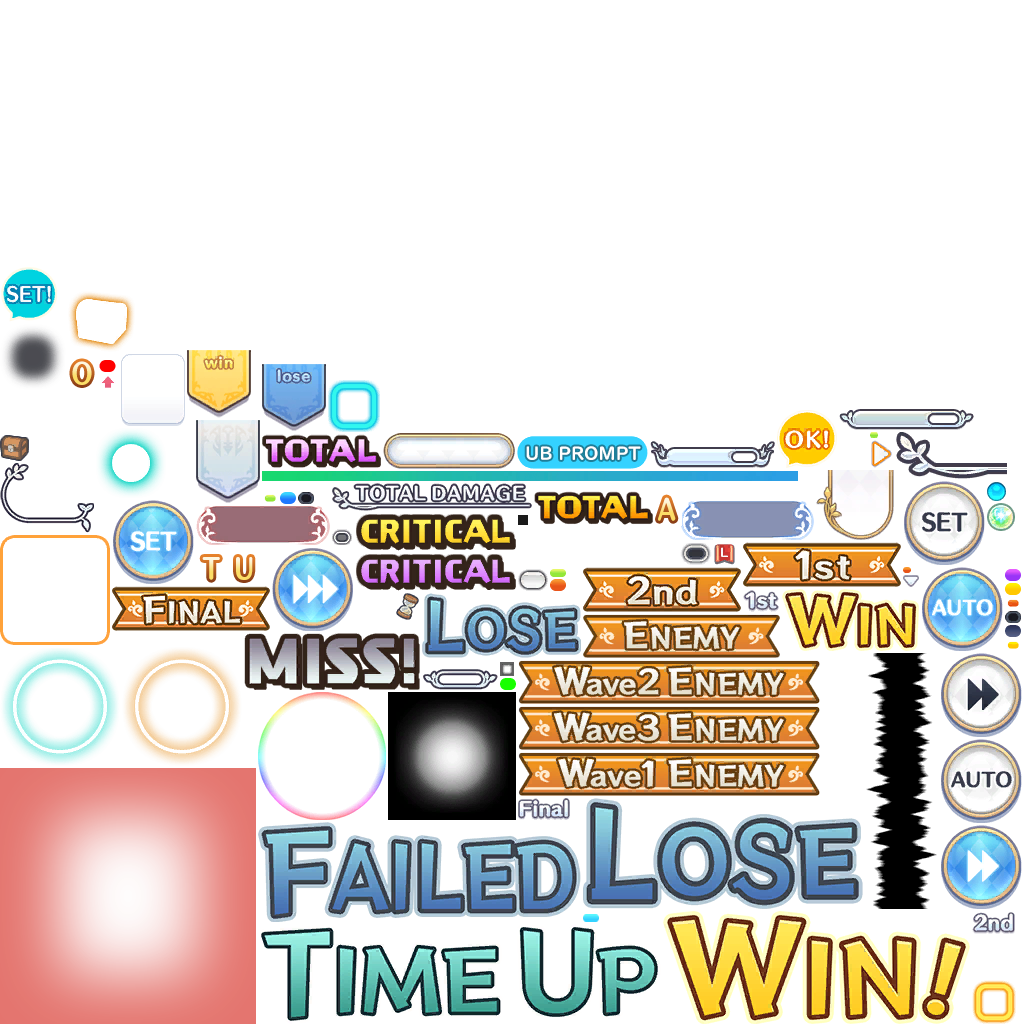 SET!
0
win
lose
TOTAL
UB PROMPT
OK!
TOTAL DAMAGE
TOTAL
A
SET
CRITICAL
SET
T U
CRITICAL
L
1st
2nd
1st
FINAL
LOSE
WIN
AUTO
ENEMY
MISS!
Wave2 ENEMY
Wave3 ENEMY
Wave1 ENEMY
AUTO
Final
FAILED
LOSE
2nd
TIME UP
WIN!